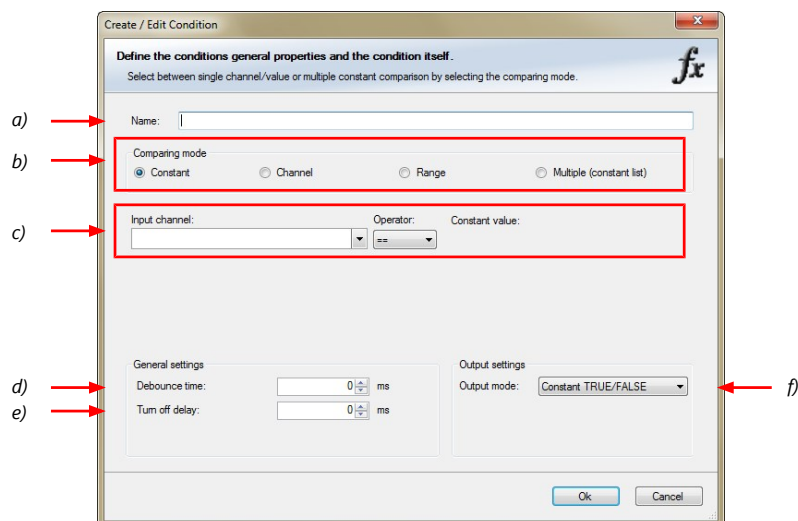 Create / Edit Condition
Define the conditions general properties and the condition itself.
Select between single channel/value or multiple constant comparison by selecting the comparing mode.
fx
a)
Name:
b)
Comparing mode
Constant
Channel
Range
Multiple (constant list)
c)
Input channel:
Operator:
Constant value:
==
General settings
Output settings
d)
Debounce time:
0
ms
Output mode:
Constant TRUE/FALSE
f)
e)
Turn off delay:
0
ms
Ok
Cancel